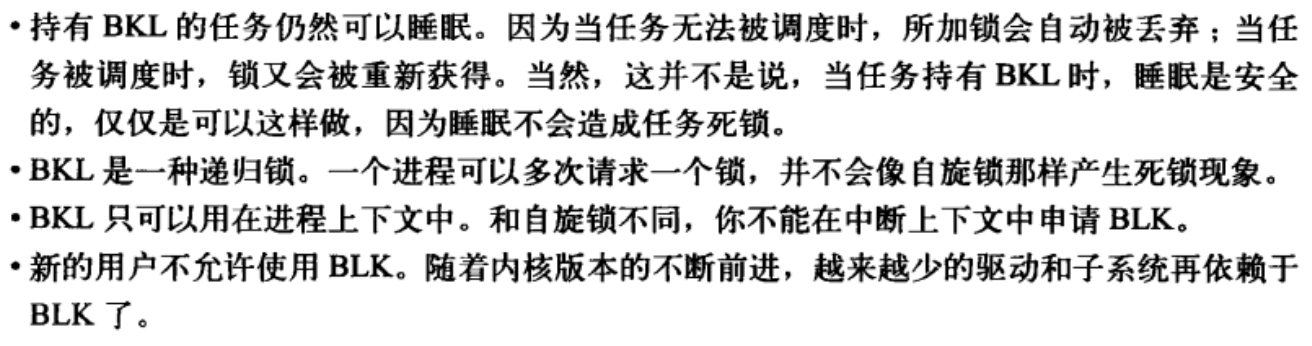 •持有 BKL 的任务仍然可以睡眠。因为当任务无法被调度时，所加锁会自动被丢弃；当任
务被调度时，锁又会被重新获得。当然，这并不是说，当任务持有 BKL 时，睡眠是安全
的，仅仅是可以这样做，因为睡眠不会造成任务死锁。
•BKL 是一种递归锁。一个进程可以多次请求一个锁，并不会像自旋锁那样产生死锁现象。
•BKL 只可以用在进程上下文中。和自旋锁不同，你不能在中断上下文中申请 BLK。
•新的用户不允许使用 BLK。随着内核版本的不断前进，越来越少的驱动和子系统再依赖于
BLK 了。